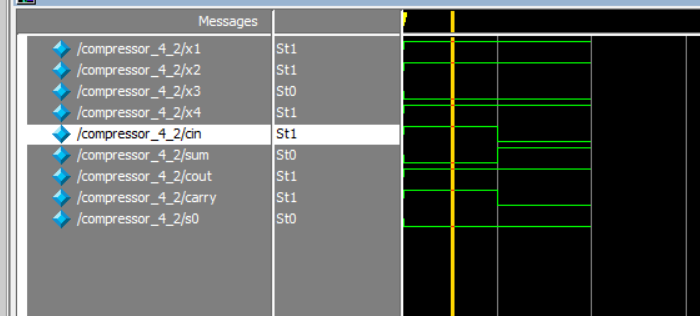 Messages
/compressor_4_2/x1 St1
/compressor_4_2/x2 St1
/compressor_4_2/x3 St0
/compressor_4_2/x4 St1
/compressor_4_2/cin St1
/compressor_4_2/sum St0
/compressor_4_2/cout St1
/compressor_4_2/carry St1
/compressor_4_2/s0 St0